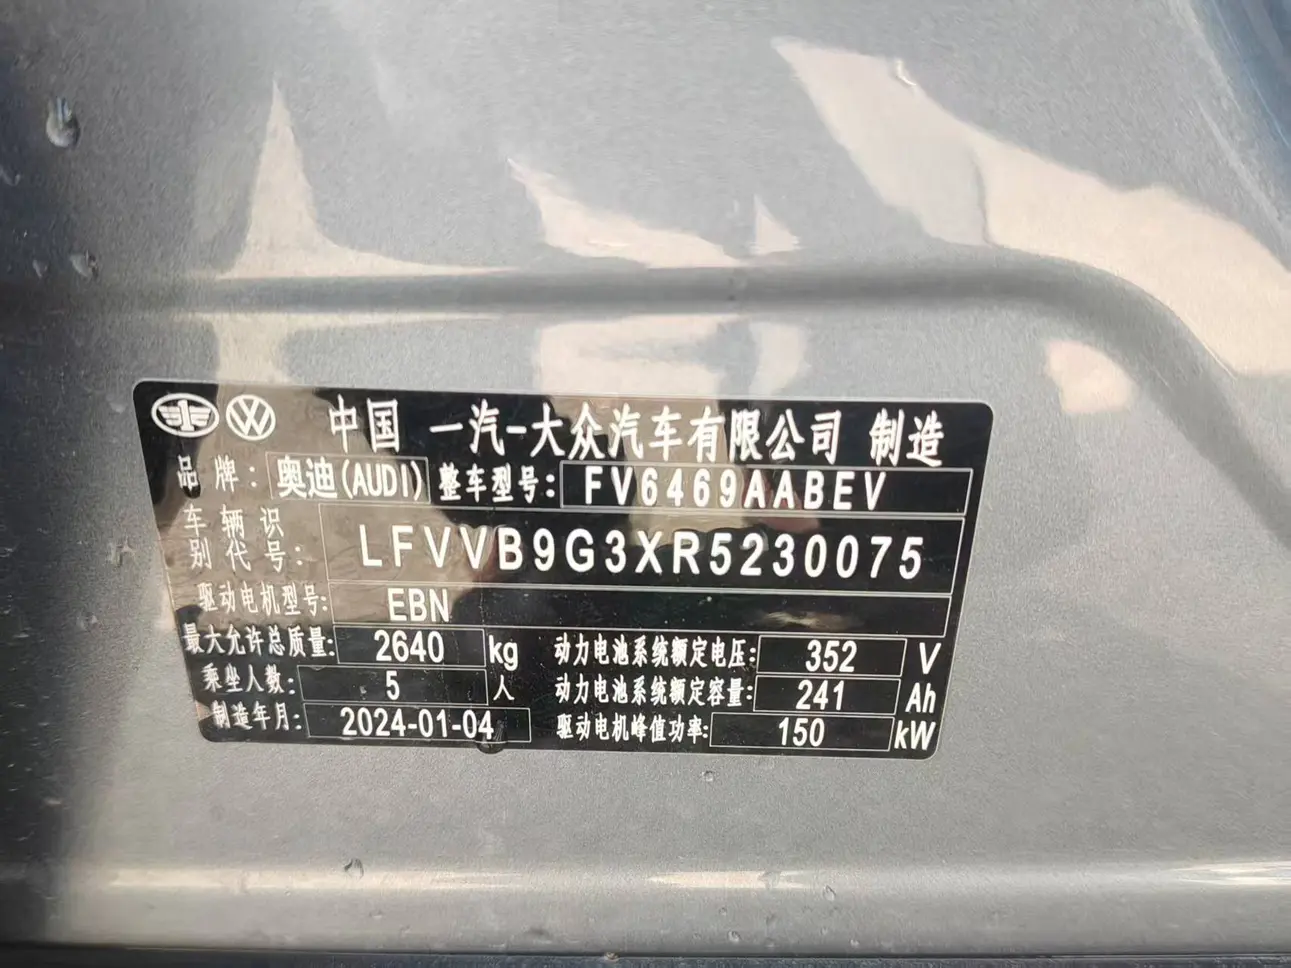 中国 一汽-大众汽车有限公司 制造
品牌: 奥迪(AUDI) 整车型号: FV6469AABEV
车辆识别代号: LFVVB9G3XR5230075
驱动电机型号: EBN
最大允许总质量: 2640 kg 动力电池系统额定电压: 352 V
乘坐人数: 5 人 动力电池系统额定容量: 241 Ah
制造年月: 2024-01-04 驱动电机峰值功率: 150 kW